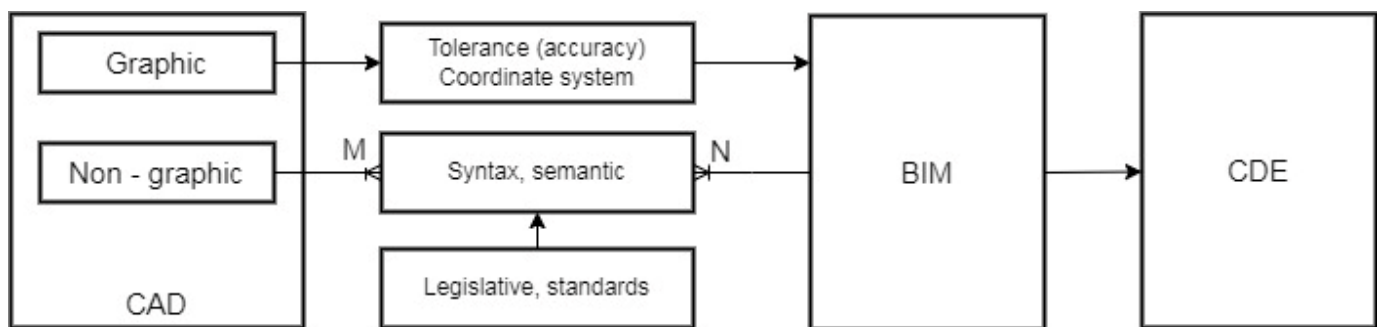 Graphic
Tolerance (accuracy)
Coordinate system
Non - graphic
M
Syntax, semantic
N
BIM
CDE
Legislative, standards
CAD